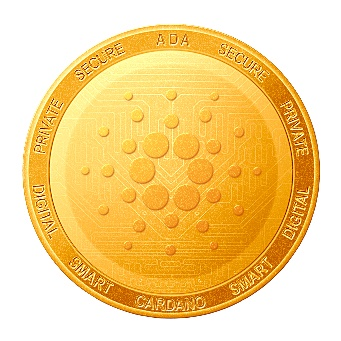 ADA
SECURE
PRIVATE
DIGITAL
SMART
CARDANO
SMART
DIGITAL
PRIVATE
SECURE